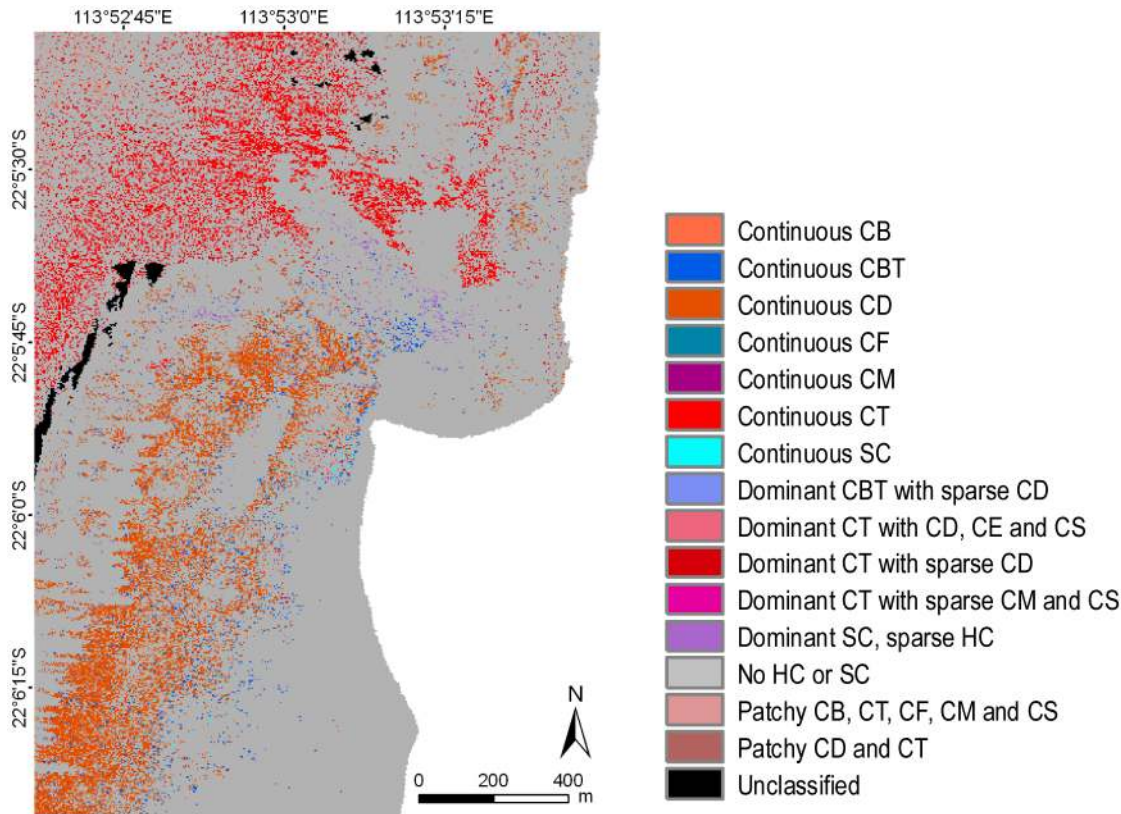 113°52'45"E 113°53'0"E 113°53'15"E
22°5'30"S
22°5'45"S
22°6'0"S
22°6'15"S
N
0 200 400
m
Continuous CB
Continuous CBT
Continuous CD
Continuous CF
Continuous CM
Continuous CT
Continuous SC
Dominant CBT with sparse CD
Dominant CT with CD, CE and CS
Dominant CT with sparse CD
Dominant CT with sparse CM and CS
Dominant SC, sparse HC
No HC or SC
Patchy CB, CT, CF, CM and CS
Patchy CD and CT
Unclassified